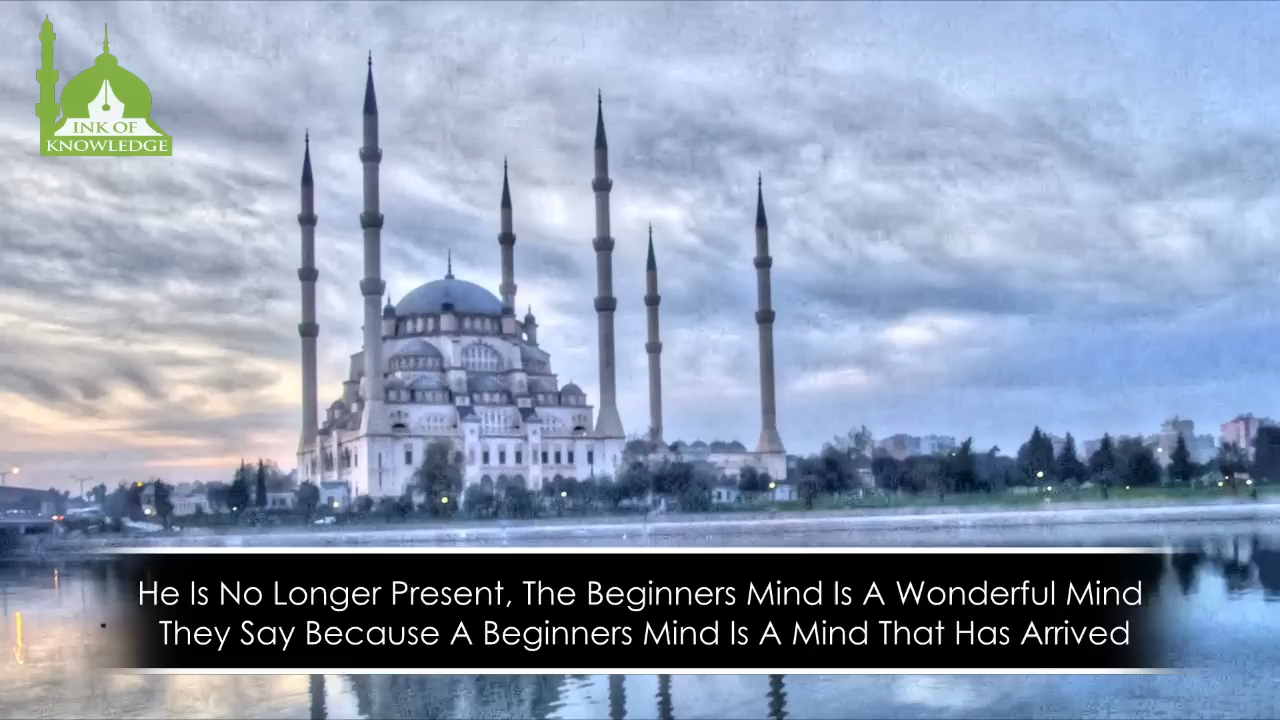 INK OF
KNOWLEDGE
He Is No Longer Present, The Beginners Mind Is A Wonderful Mind
They Say Because A Beginners Mind Is A Mind That Has Arrived